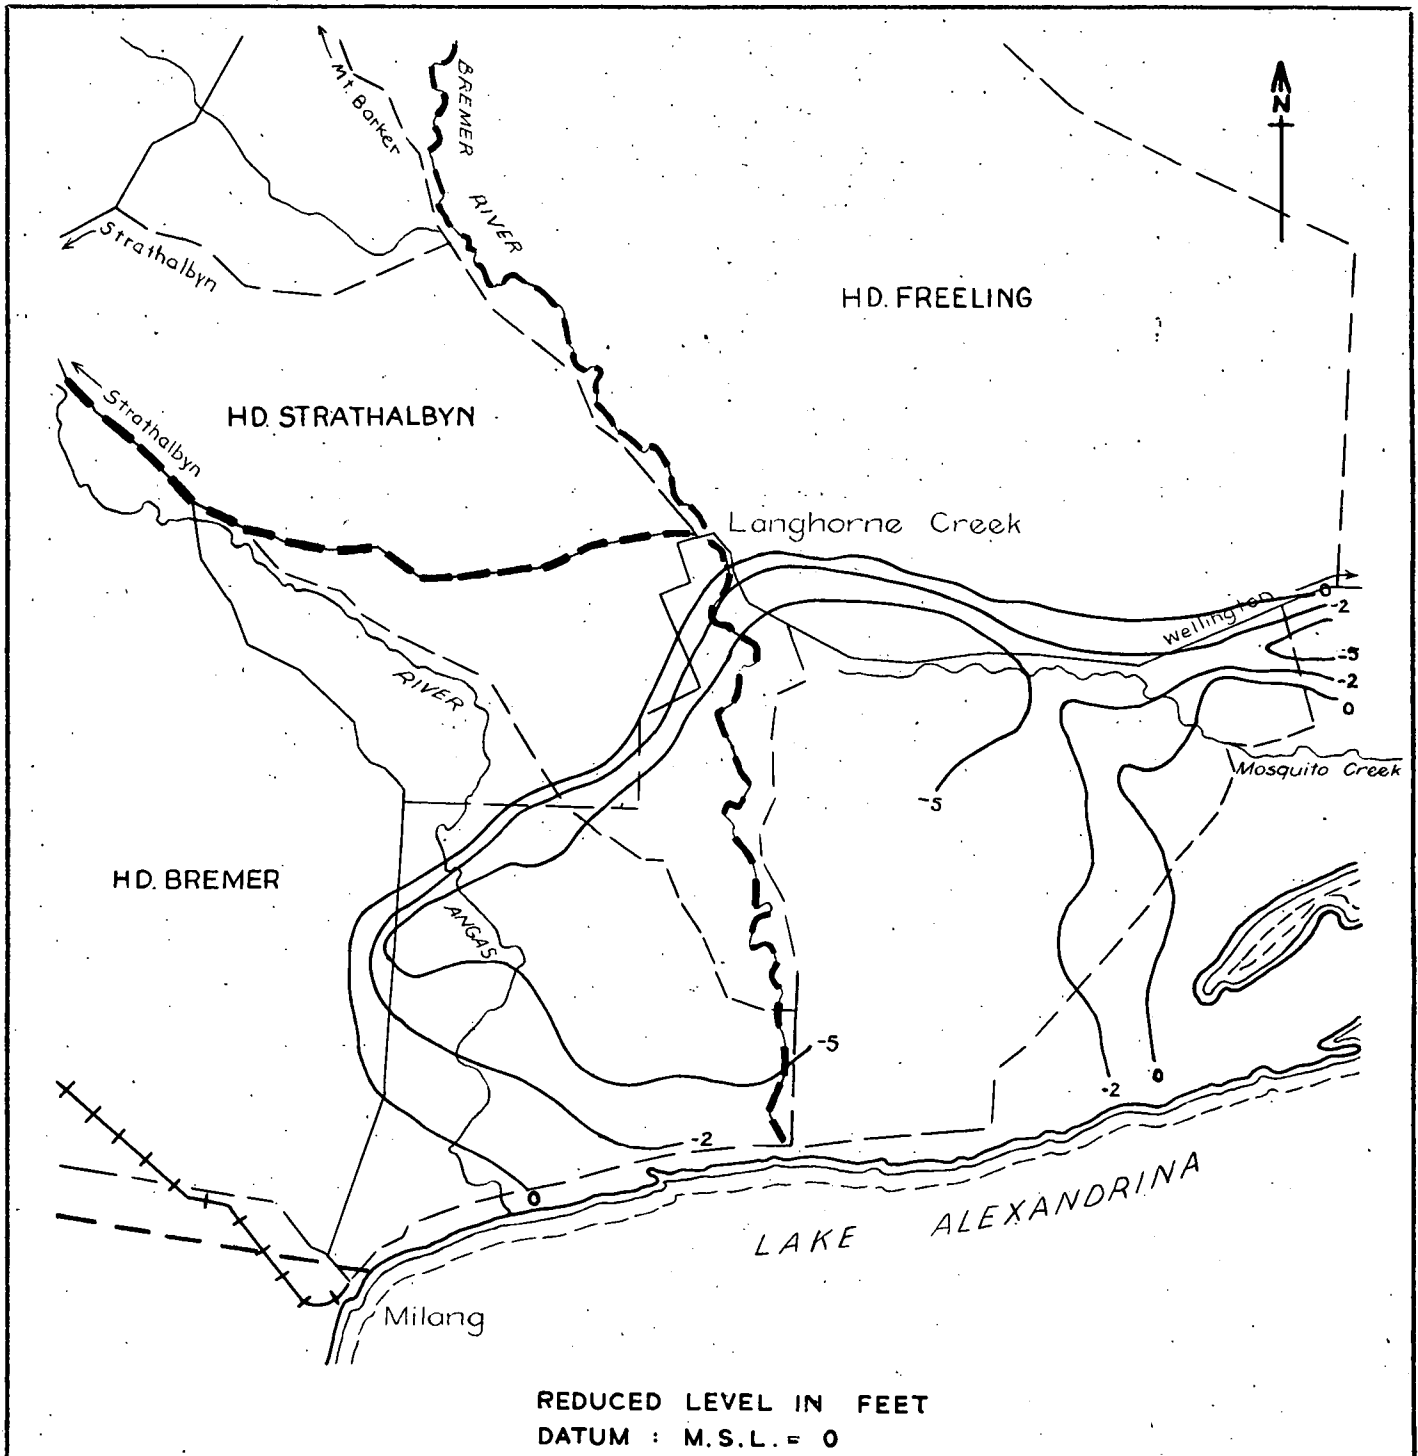 Mt. Barker
BREMER
RIVER
N
Strathalbyn
HD. FREELING
Strathalbyn
HD. STRATHALBYN
Langhorne Creek
Wellington
0
-2
-5
-2
0
RIVER
Mosquito Creek
-5
HD. BREMER
ANGAS
-5
-2
0
-2
0
LAKE ALEXANDRINA
Milang
REDUCED LEVEL IN FEET
DATUM : M.S.L. = 0